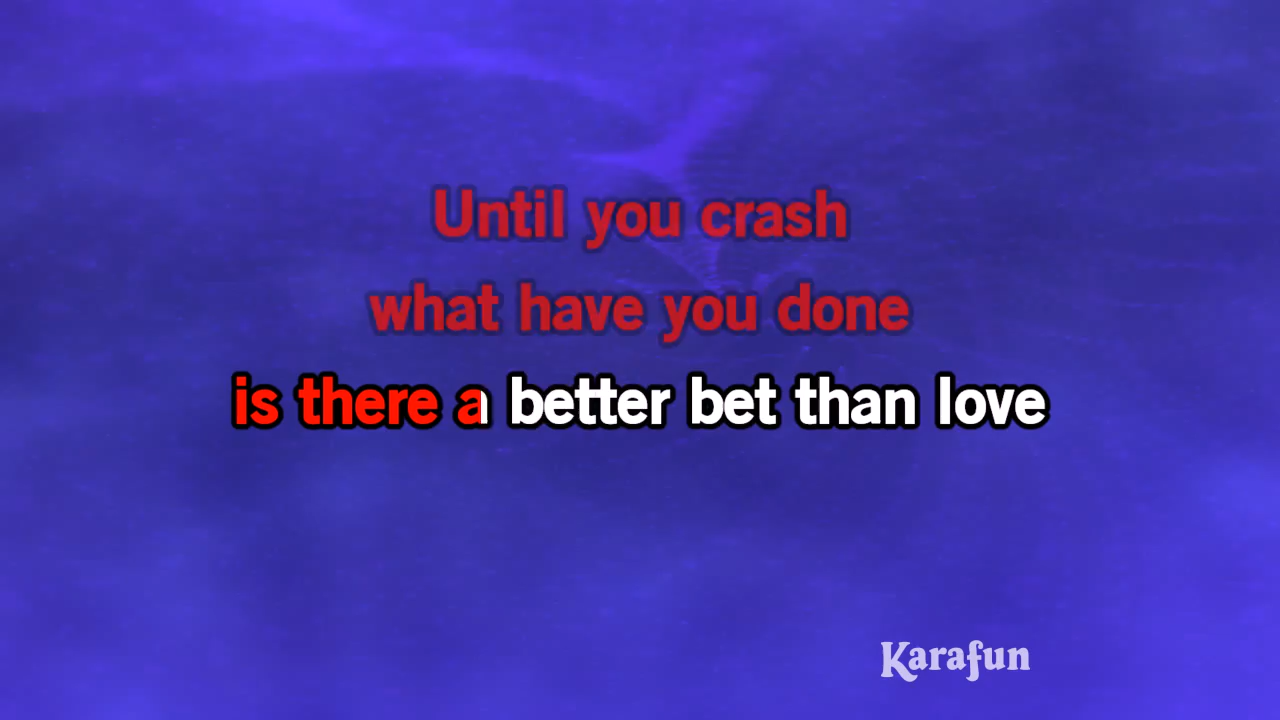 Until you crash
what have you done
is there a better bet than love
Karafun